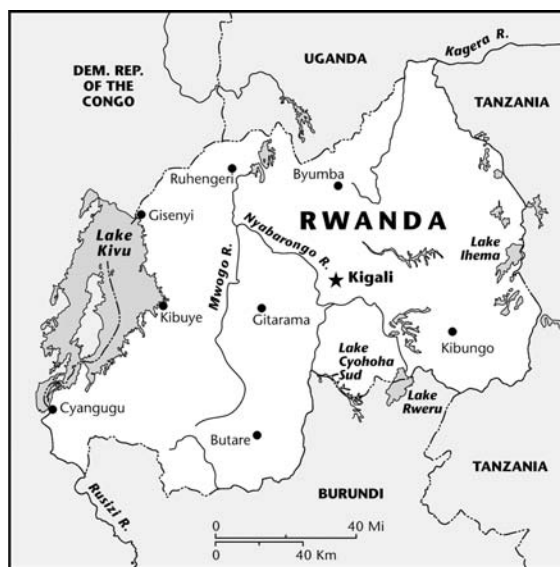 UGANDA
Kagera R.
DEM. REP.
OF THE
CONGO
TANZANIA
Ruhengeri
Byumba
Gisenyi
RWANDA
Lake
Kivu
Nyabarongo R.
Lake
Ihema
Mwogo R.
Kigali
Kibuye
Gitarama
Kibungo
Lake
Cyohoha
Sud
Lake
Rweru
Cyangugu
Butare
TANZANIA
Rusizi R.
BURUNDI
0 40 Mi
0 40 Km